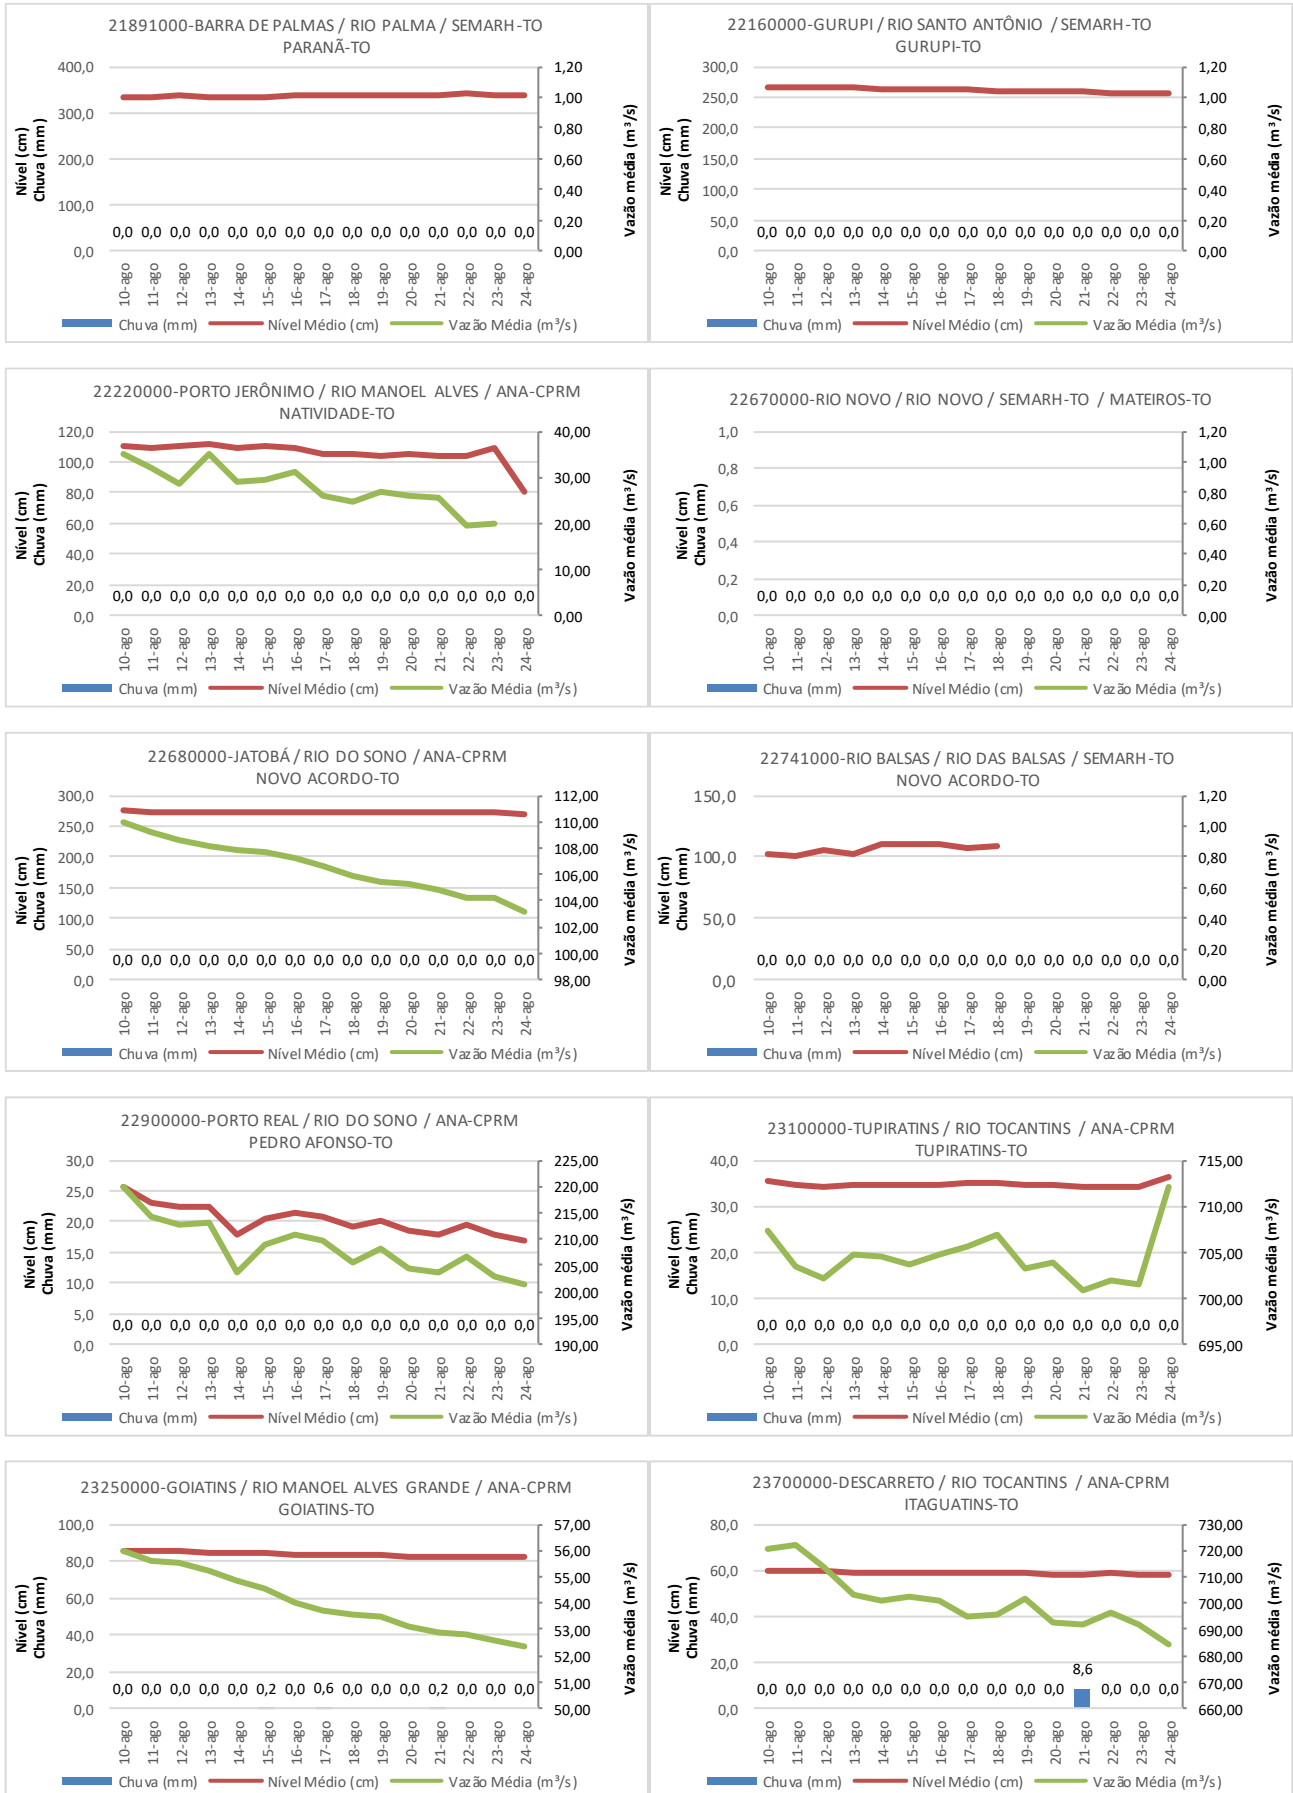 21891000-BARRA DE PALMAS / RIO PALMA / SEMARH-TO
PARANÃ-TO
400,0
300,0
200,0
100,0
0,0
Nível (cm)
Chuva (mm)
1,20
1,00
0,80
0,60
0,40
0,20
0,00
Vazão média (m³/s)
0,0 0,0 0,0 0,0 0,0 0,0 0,0 0,0 0,0 0,0 0,0 0,0 0,0 0,0 0,0
10-ago 11-ago 12-ago 13-ago 14-ago 15-ago 16-ago 17-ago 18-ago 19-ago 20-ago 21-ago 22-ago 23-ago 24-ago
Chuva (mm) Nível Médio (cm) Vazão Média (m³/s)
22160000-GURUPI / RIO SANTO ANTÔNIO / SEMARH-TO
GURUPI-TO
300,0
250,0
200,0
150,0
100,0
50,0
0,0
Nível (cm)
Chuva (mm)
1,20
1,00
0,80
0,60
0,40
0,20
0,00
Vazão média (m³/s)
0,0 0,0 0,0 0,0 0,0 0,0 0,0 0,0 0,0 0,0 0,0 0,0 0,0 0,0 0,0
10-ago 11-ago 12-ago 13-ago 14-ago 15-ago 16-ago 17-ago 18-ago 19-ago 20-ago 21-ago 22-ago 23-ago 24-ago
Chuva (mm) Nível Médio (cm) Vazão Média (m³/s)
22220000-PORTO JERÔNIMO / RIO MANOEL ALVES / ANA-CPRM
NATIVIDADE-TO
120,0
100,0
80,0
60,0
40,0
20,0
0,0
Nível (cm)
Chuva (mm)
40,00
30,00
20,00
10,00
0,00
Vazão média (m³/s)
0,0 0,0 0,0 0,0 0,0 0,0 0,0 0,0 0,0 0,0 0,0 0,0 0,0 0,0 0,0
10-ago 11-ago 12-ago 13-ago 14-ago 15-ago 16-ago 17-ago 18-ago 19-ago 20-ago 21-ago 22-ago 23-ago 24-ago
Chuva (mm) Nível Médio (cm) Vazão Média (m³/s)
22670000-RIO NOVO / RIO NOVO / SEMARH-TO / MATEIROS-TO
1,0
0,8
0,6
0,4
0,2
0,0
Nível (cm)
Chuva (mm)
1,20
1,00
0,80
0,60
0,40
0,20
0,00
Vazão média (m³/s)
0,0 0,0 0,0 0,0 0,0 0,0 0,0 0,0 0,0 0,0 0,0 0,0 0,0 0,0 0,0
10-ago 11-ago 12-ago 13-ago 14-ago 15-ago 16-ago 17-ago 18-ago 19-ago 20-ago 21-ago 22-ago 23-ago 24-ago
Chuva (mm) Nível Médio (cm) Vazão Média (m³/s)
22680000-JATOBÁ / RIO DO SONO / ANA-CPRM
NOVO ACORDO-TO
300,0
250,0
200,0
150,0
100,0
50,0
0,0
Nível (cm)
Chuva (mm)
112,00
110,00
108,00
106,00
104,00
102,00
100,00
98,00
Vazão média (m³/s)
0,0 0,0 0,0 0,0 0,0 0,0 0,0 0,0 0,0 0,0 0,0 0,0 0,0 0,0 0,0
10-ago 11-ago 12-ago 13-ago 14-ago 15-ago 16-ago 17-ago 18-ago 19-ago 20-ago 21-ago 22-ago 23-ago 24-ago
Chuva (mm) Nível Médio (cm) Vazão Média (m³/s)
22741000-RIO BALSAS / RIO DAS BALSAS / SEMARH-TO
NOVO ACORDO-TO
150,0
100,0
50,0
0,0
Nível (cm)
Chuva (mm)
1,20
1,00
0,80
0,60
0,40
0,20
0,00
Vazão média (m³/s)
0,0 0,0 0,0 0,0 0,0 0,0 0,0 0,0 0,0 0,0 0,0 0,0 0,0 0,0 0,0
10-ago 11-ago 12-ago 13-ago 14-ago 15-ago 16-ago 17-ago 18-ago 19-ago 20-ago 21-ago 22-ago 23-ago 24-ago
Chuva (mm) Nível Médio (cm) Vazão Média (m³/s)
22900000-PORTO REAL / RIO DO SONO / ANA-CPRM
PEDRO AFONSO-TO
30,0
25,0
20,0
15,0
10,0
5,0
0,0
Nível (cm)
Chuva (mm)
225,00
220,00
215,00
210,00
205,00
200,00
195,00
190,00
Vazão média (m³/s)
0,0 0,0 0,0 0,0 0,0 0,0 0,0 0,0 0,0 0,0 0,0 0,0 0,0 0,0 0,0
10-ago 11-ago 12-ago 13-ago 14-ago 15-ago 16-ago 17-ago 18-ago 19-ago 20-ago 21-ago 22-ago 23-ago 24-ago
Chuva (mm) Nível Médio (cm) Vazão Média (m³/s)
23100000-TUPIRATINS / RIO TOCANTINS / ANA-CPRM
TUPIRATINS-TO
40,0
30,0
20,0
10,0
0,0
Nível (cm)
Chuva (mm)
715,00
710,00
705,00
700,00
695,00
Vazão média (m³/s)
0,0 0,0 0,0 0,0 0,0 0,0 0,0 0,0 0,0 0,0 0,0 0,0 0,0 0,0 0,0
10-ago 11-ago 12-ago 13-ago 14-ago 15-ago 16-ago 17-ago 18-ago 19-ago 20-ago 21-ago 22-ago 23-ago 24-ago
Chuva (mm) Nível Médio (cm) Vazão Média (m³/s)
23250000-GOIATINS / RIO MANOEL ALVES GRANDE / ANA-CPRM
GOIATINS-TO
100,0
80,0
60,0
40,0
20,0
0,0
Nível (cm)
Chuva (mm)
57,00
56,00
55,00
54,00
53,00
52,00
51,00
50,00
Vazão média (m³/s)
0,0 0,0 0,0 0,0 0,0 0,2 0,0 0,6 0,0 0,0 0,0 0,2 0,0 0,0 0,0
10-ago 11-ago 12-ago 13-ago 14-ago 15-ago 16-ago 17-ago 18-ago 19-ago 20-ago 21-ago 22-ago 23-ago 24-ago
Chuva (mm) Nível Médio (cm) Vazão Média (m³/s)
23700000-DESCARRETO / RIO TOCANTINS / ANA-CPRM
ITAGUATINS-TO
80,0
60,0
40,0
20,0
0,0
Nível (cm)
Chuva (mm)
730,00
720,00
710,00
700,00
690,00
680,00
670,00
660,00
Vazão média (m³/s)
0,0 0,0 0,0 0,0 0,0 0,0 0,0 0,0 0,0 0,0 0,0 8,6 0,0 0,0 0,0
10-ago 11-ago 12-ago 13-ago 14-ago 15-ago 16-ago 17-ago 18-ago 19-ago 20-ago 21-ago 22-ago 23-ago 24-ago
Chuva (mm) Nível Médio (cm) Vazão Média (m³/s)